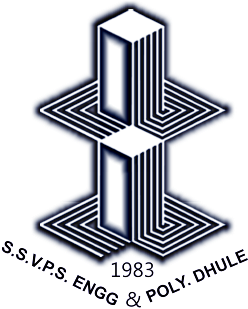 1983
S.S.V.P.S. ENGG & POLY. DHULE